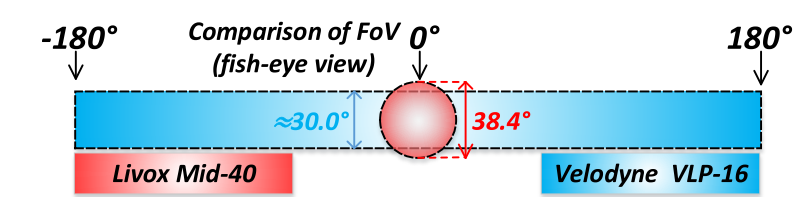 Comparison of FoV
(fish-eye view)
-180°
0°
180°
≈30.0°
38.4°
Livox Mid-40
Velodyne VLP-16